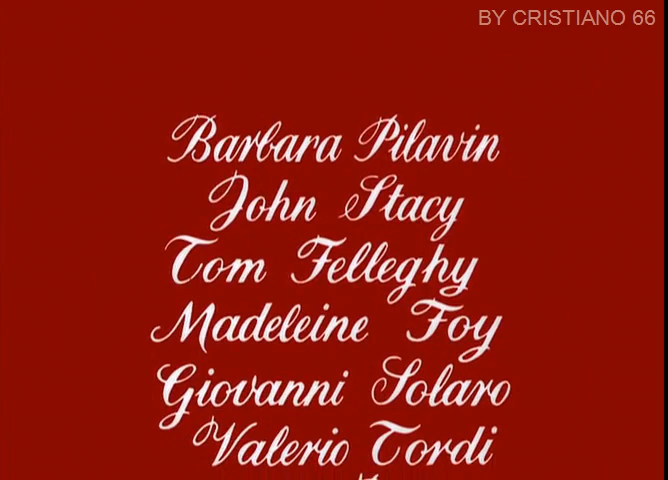 BY CRISTIANO 66
Barbara Pilavin
John Stacy
Tom Felleghy
Madeleine Foy
Giovanni Solaro
Valerio Tordi